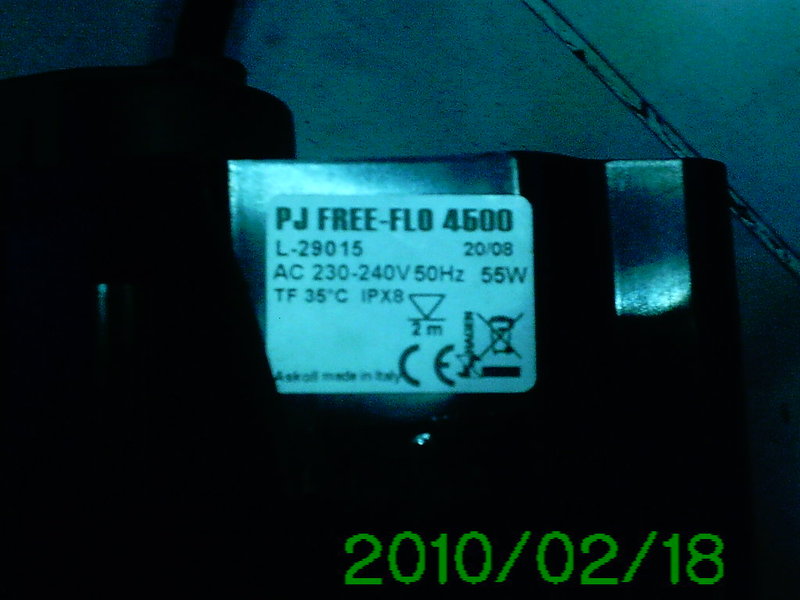 PJ FREE-FLO 4500
L-29015 20/08
AC 230-240V 50Hz 55W
TF 35°C IPX8
2 m
HAGEN
CE
Askoll made in Italy
2010/02/18